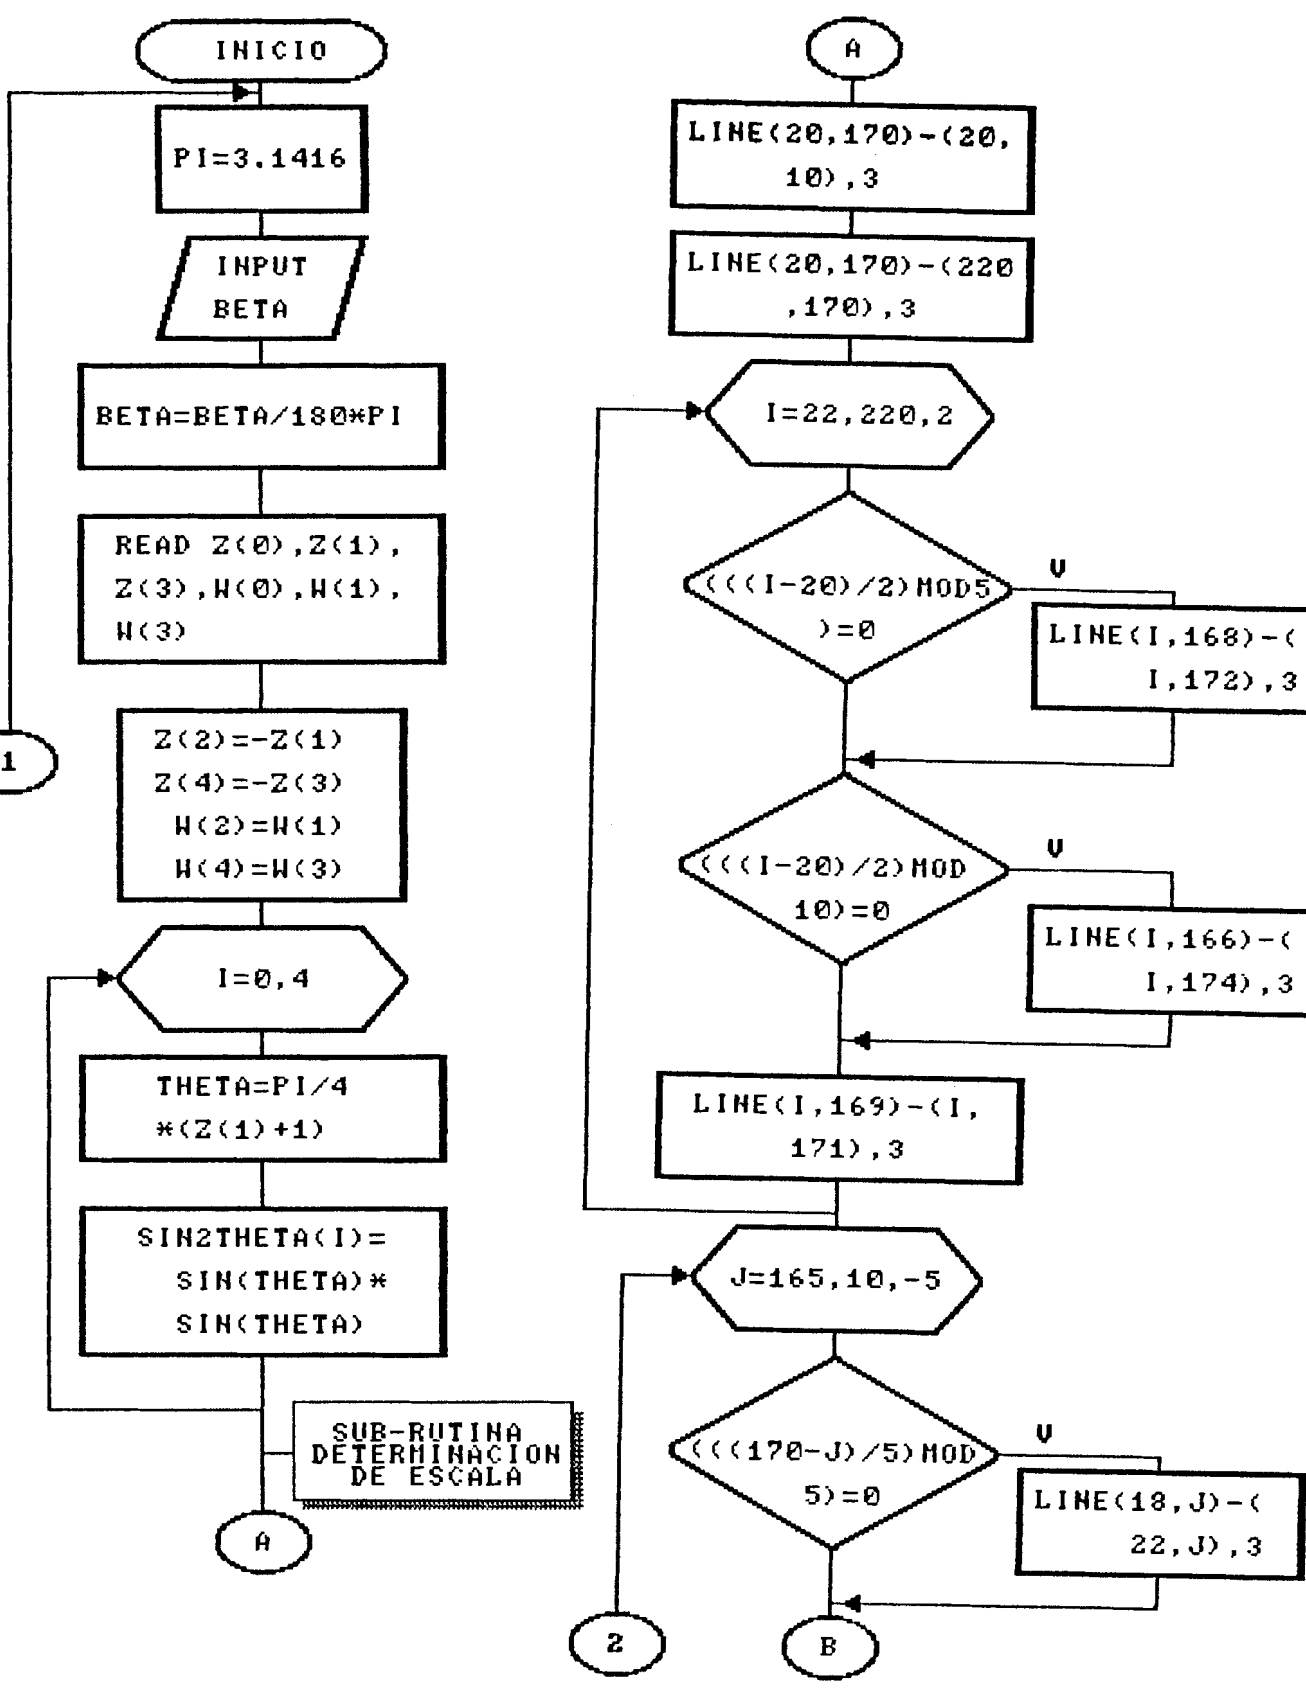 INICIO
PI=3.1416
INPUT
BETA
BETA=BETA/180*PI
READ Z(0),Z(1),
Z(3),W(0),W(1),
W(3)
Z(2)=-Z(1)
Z(4)=-Z(3)
W(2)=W(1)
W(4)=W(3)
1
I=0,4
THETA=PI/4
*(Z(1)+1)
SIN2THETA(I)=
SIN(THETA)*
SIN(THETA)
SUB-RUTINA
DETERMINACION
DE ESCALA
A
A
LINE(20,170)-(20,
10),3
LINE(20,170)-(220
,170),3
I=22,220,2
(((I-20)/2)MOD5
)=0
V
LINE(I,168)-(
I,172),3
(((I-20)/2)MOD
10)=0
V
LINE(I,166)-(
I,174),3
LINE(I,169)-(I,
171),3
J=165,10,-5
(((170-J)/5)MOD
5)=0
V
LINE(18,J)-(
22,J),3
2
B